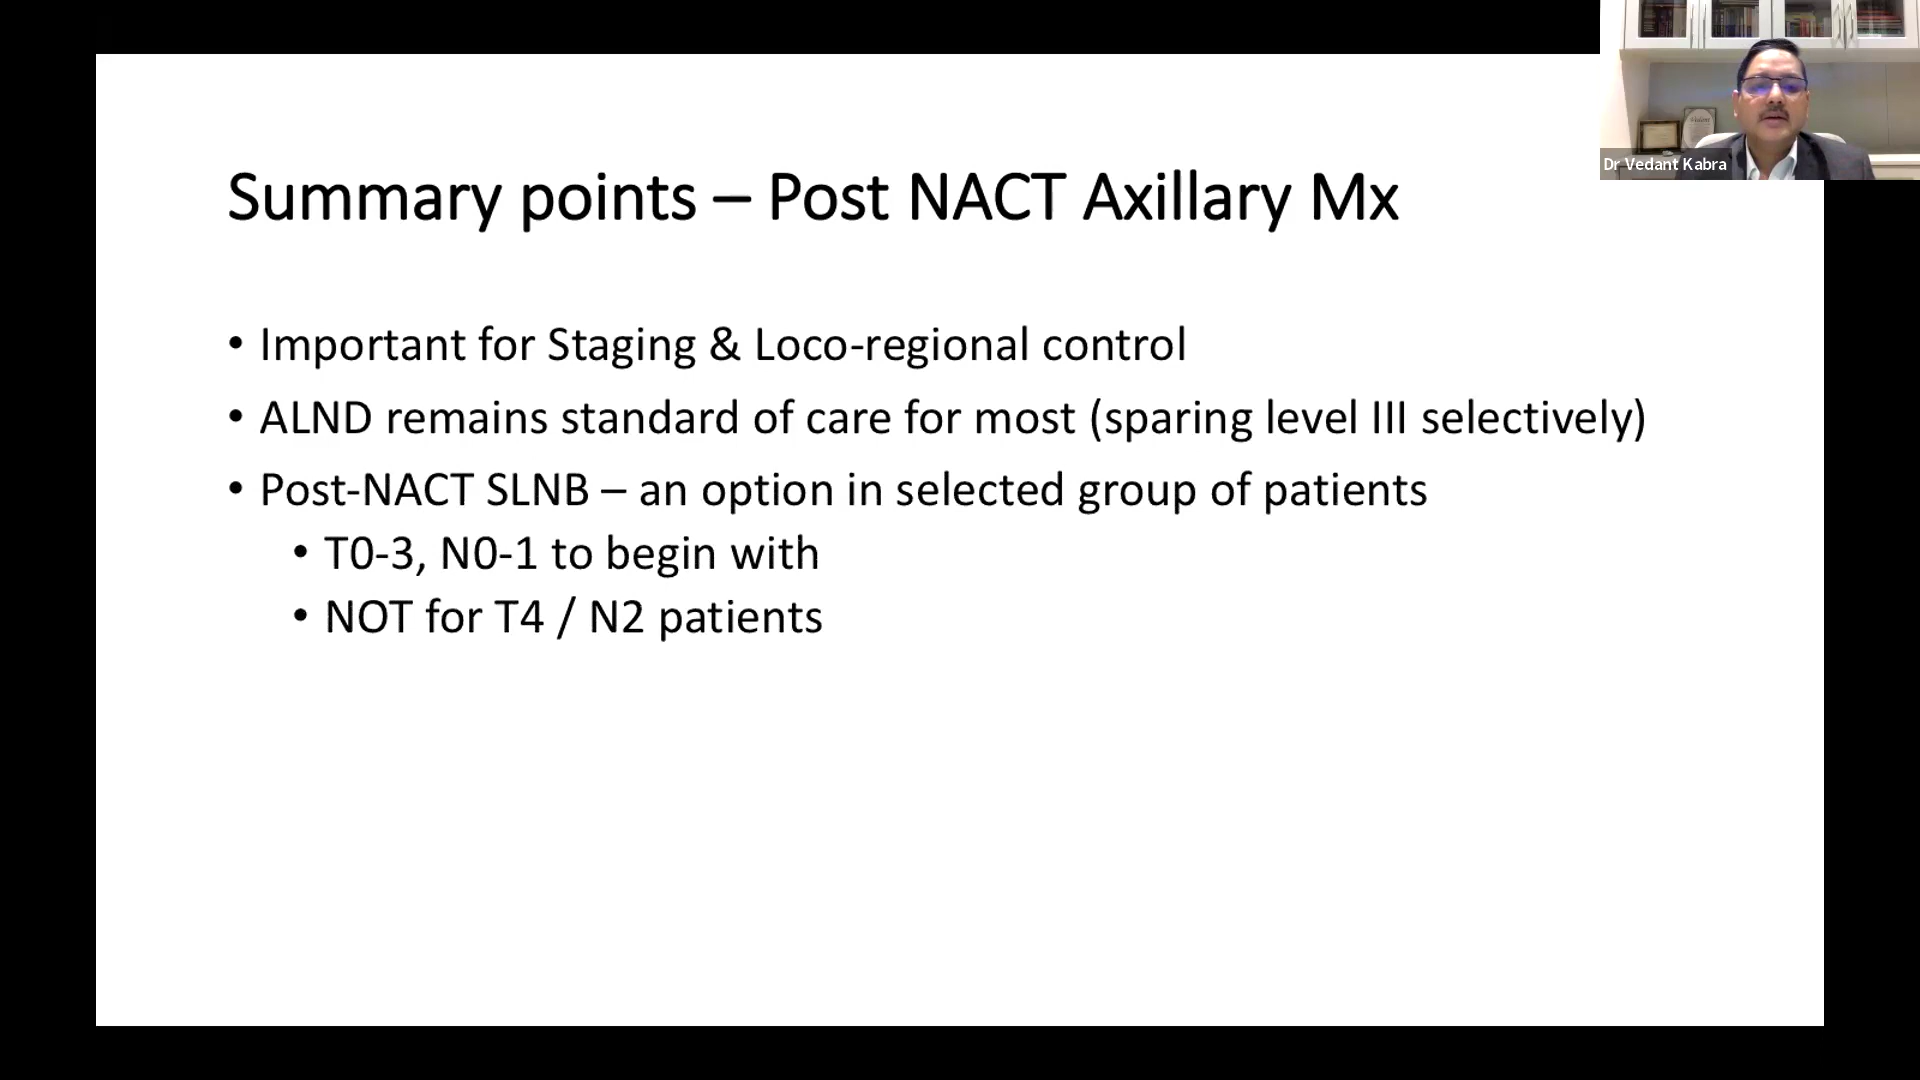 Summary points – Post NACT Axillary Mx
• Important for Staging & Loco-regional control
• ALND remains standard of care for most (sparing level III selectively)
• Post-NACT SLNB – an option in selected group of patients
• T0-3, N0-1 to begin with
• NOT for T4 / N2 patients
Dr Vedant Kabra